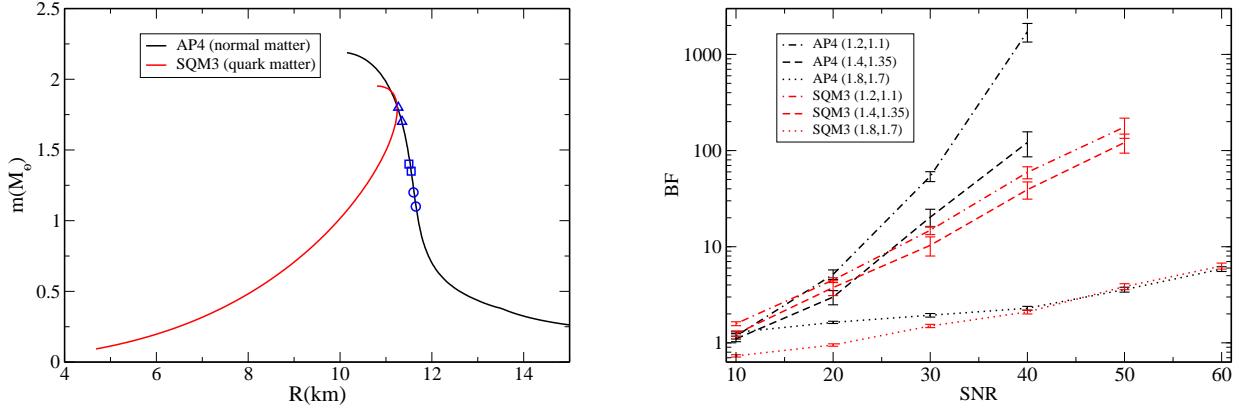 2.5
2
1.5
1
0.5
0
m(M⊙)
4
6
8
10
12
14
R(km)
AP4 (normal matter)
SQM3 (quark matter)
1000
100
10
1
BF
10
20
30
40
50
60
SNR
AP4 (1.2,1.1)
AP4 (1.4,1.35)
AP4 (1.8,1.7)
SQM3 (1.2,1.1)
SQM3 (1.4,1.35)
SQM3 (1.8,1.7)